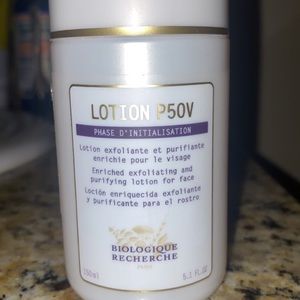 LOTION P50V
PHASE D'INITIALISATION
Lotion exfoliante et purifiante
enrichie pour le visage
Enriched exfoliating and
purifying lotion for face
Loción enriquecida exfoliante
y purificante para el rostro
BIOLOGIQUE
RECHERCHE
PARIS
150ml 5.1 FL.OZ